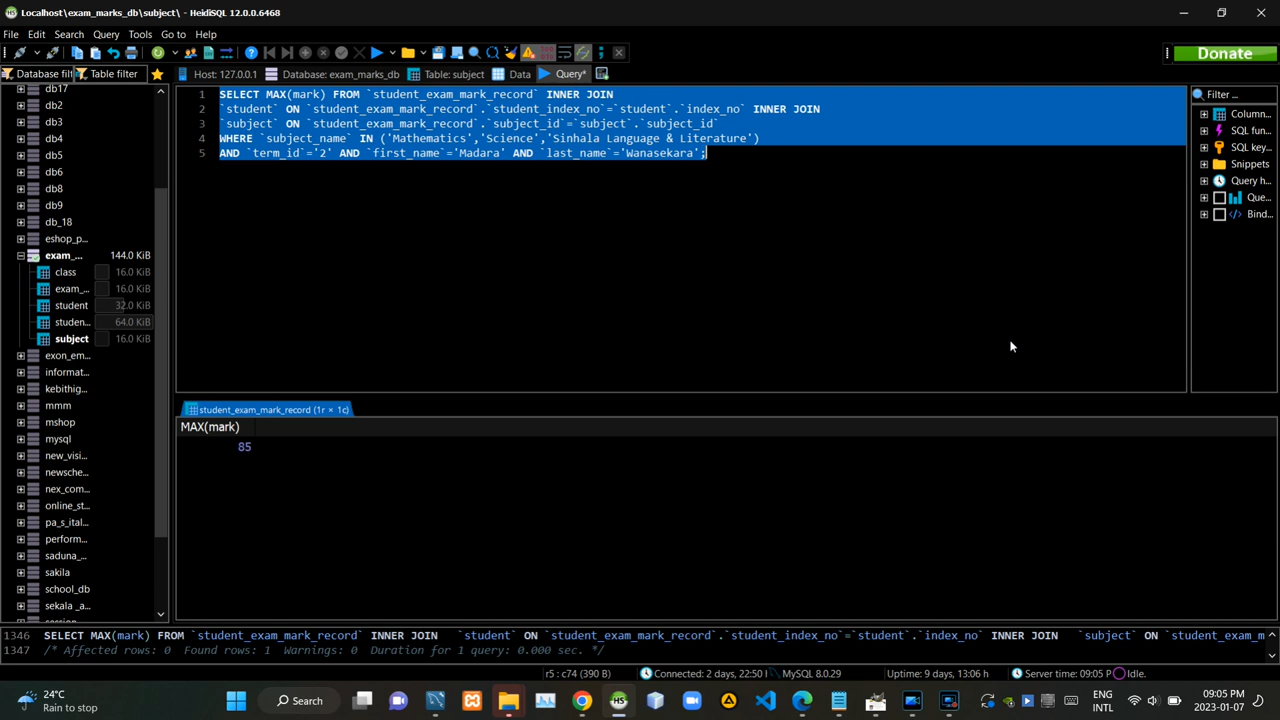 Localhost\exam_marks_db\subject\ - HeidiSQL 12.0.0.6468
File Edit Search Query Tools Go to Help
Donate
Database filt Table filter
Host: 127.0.0.1 Database: exam_marks_db Table: subject Data Query*
db17
db2
db3
db4
db5
db6
db8
db9
db_18
eshop_p...
exam_... 144.0 KiB
class 16.0 KiB
exam_... 16.0 KiB
student 32.0 KiB
studen... 64.0 KiB
subject 16.0 KiB
exon_em...
informat...
kebithig...
mmm
mshop
mysql
new_visi...
newsche...
nex_com...
online_st...
pa_s_ital...
perform...
saduna_...
sakila
school_db
sekala _a...
1 SELECT MAX(mark) FROM `student_exam_mark_record` INNER JOIN
2 `student` ON `student_exam_mark_record`.`student_index_no`=`student`.`index_no` INNER JOIN
3 `subject` ON `student_exam_mark_record`.`subject_id`=`subject`.`subject_id`
4 WHERE `subject_name` IN ('Mathematics','Science','Sinhala Language & Literature')
5 AND `term_id`='2' AND `first_name`='Madara' AND `last_name`='Wanasekara';
Filter ...
Column...
SQL fun...
SQL key...
Snippets
Query h...
Que...
Bind...
student_exam_mark_record (1r × 1c)
MAX(mark)
85
1346 SELECT MAX(mark) FROM `student_exam_mark_record` INNER JOIN `student` ON `student_exam_mark_record`.`student_index_no`=`student`.`index_no` INNER JOIN `subject` ON `student_exam_m
1347 /* Affected rows: 0 Found rows: 1 Warnings: 0 Duration for 1 query: 0.000 sec. */
r5 : c74 (390 B) Connected: 2 days, 22:50 MySQL 8.0.29 Uptime: 9 days, 13:06 h Server time: 09:05 P Idle.
24°C
Rain to stop
Search
HS
ENG
INTL
09:05 PM
2023-01-07